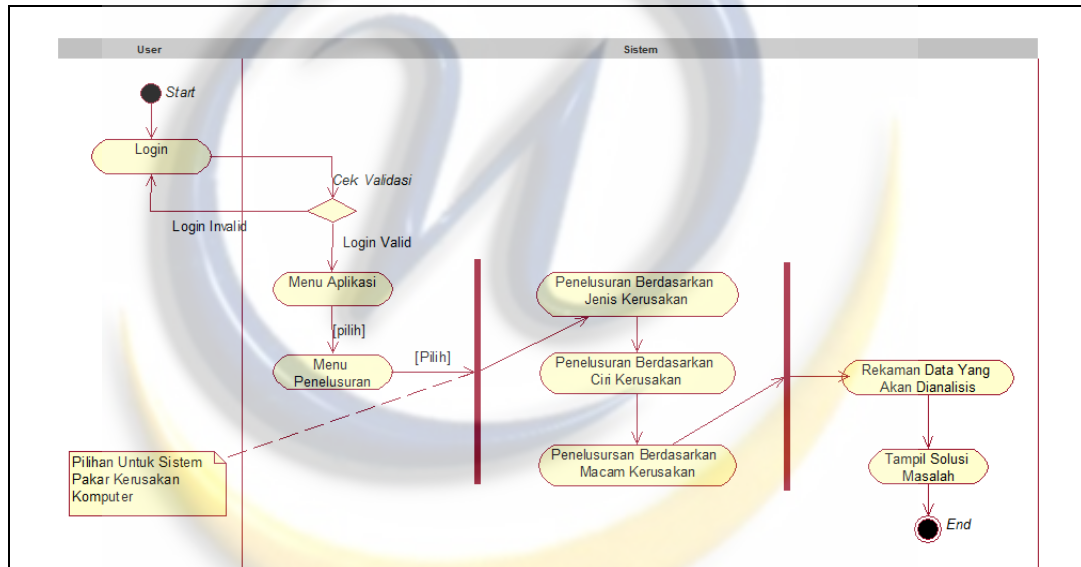 User
Sistem
Start
Login
Cek Validasi
Login Invalid
Login Valid
Menu Aplikasi
[pilih]
Menu
Penelusuran
[Pilih]
Penelusuran Berdasarkan
Jenis Kerusakan
Penelusuran Berdasarkan
Ciri Kerusakan
Penelusursan Berdasarkan
Macam Kerusakan
Rekaman Data Yang
Akan Dianalisis
Tampil Solusi
Masalah
End
Pilihan Untuk Sistem
Pakar Kerusakan
Komputer